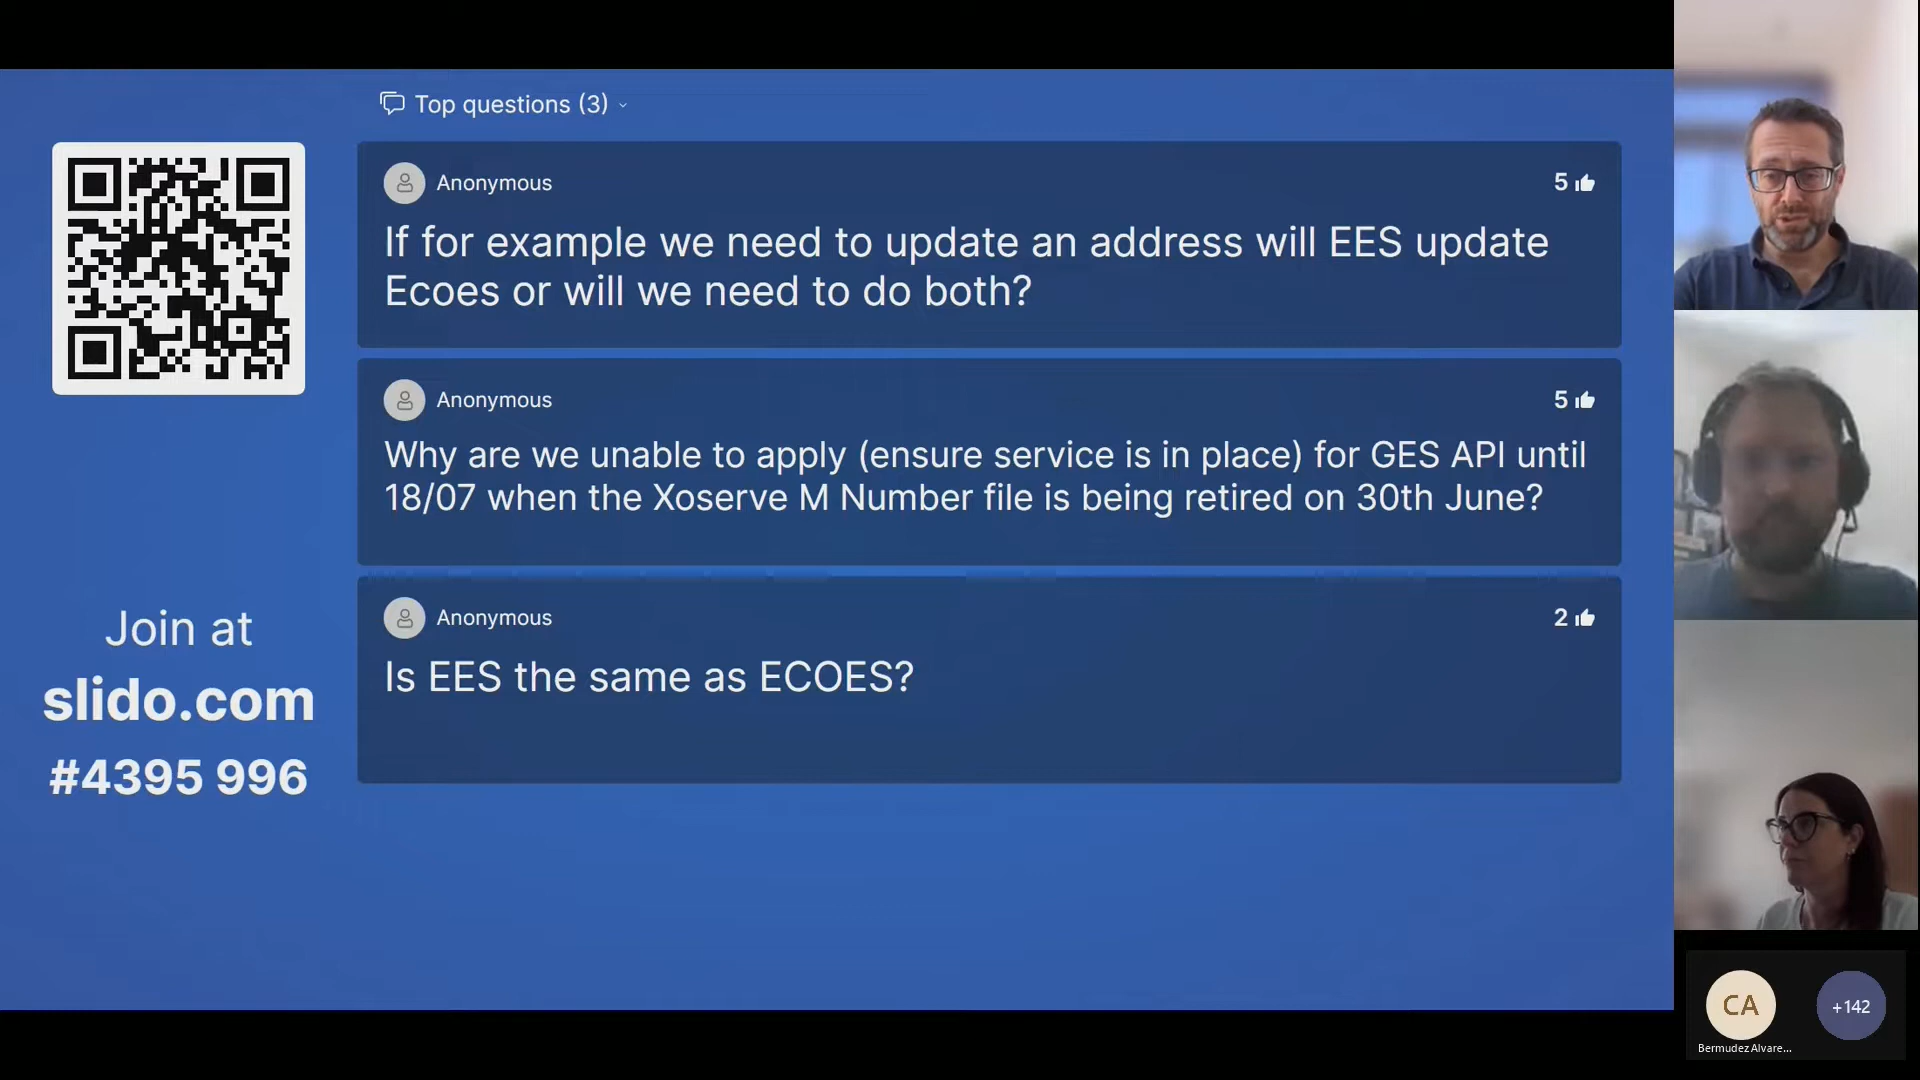 Top questions (3)
Anonymous
5
If for example we need to update an address will EES update
Ecoes or will we need to do both?
Anonymous
5
Why are we unable to apply (ensure service is in place) for GES API until
18/07 when the Xoserve M Number file is being retired on 30th June?
Anonymous
2
Is EES the same as ECOES?
Join at
slido.com
#4395 996
CA
+142
Bermudez Alvare...